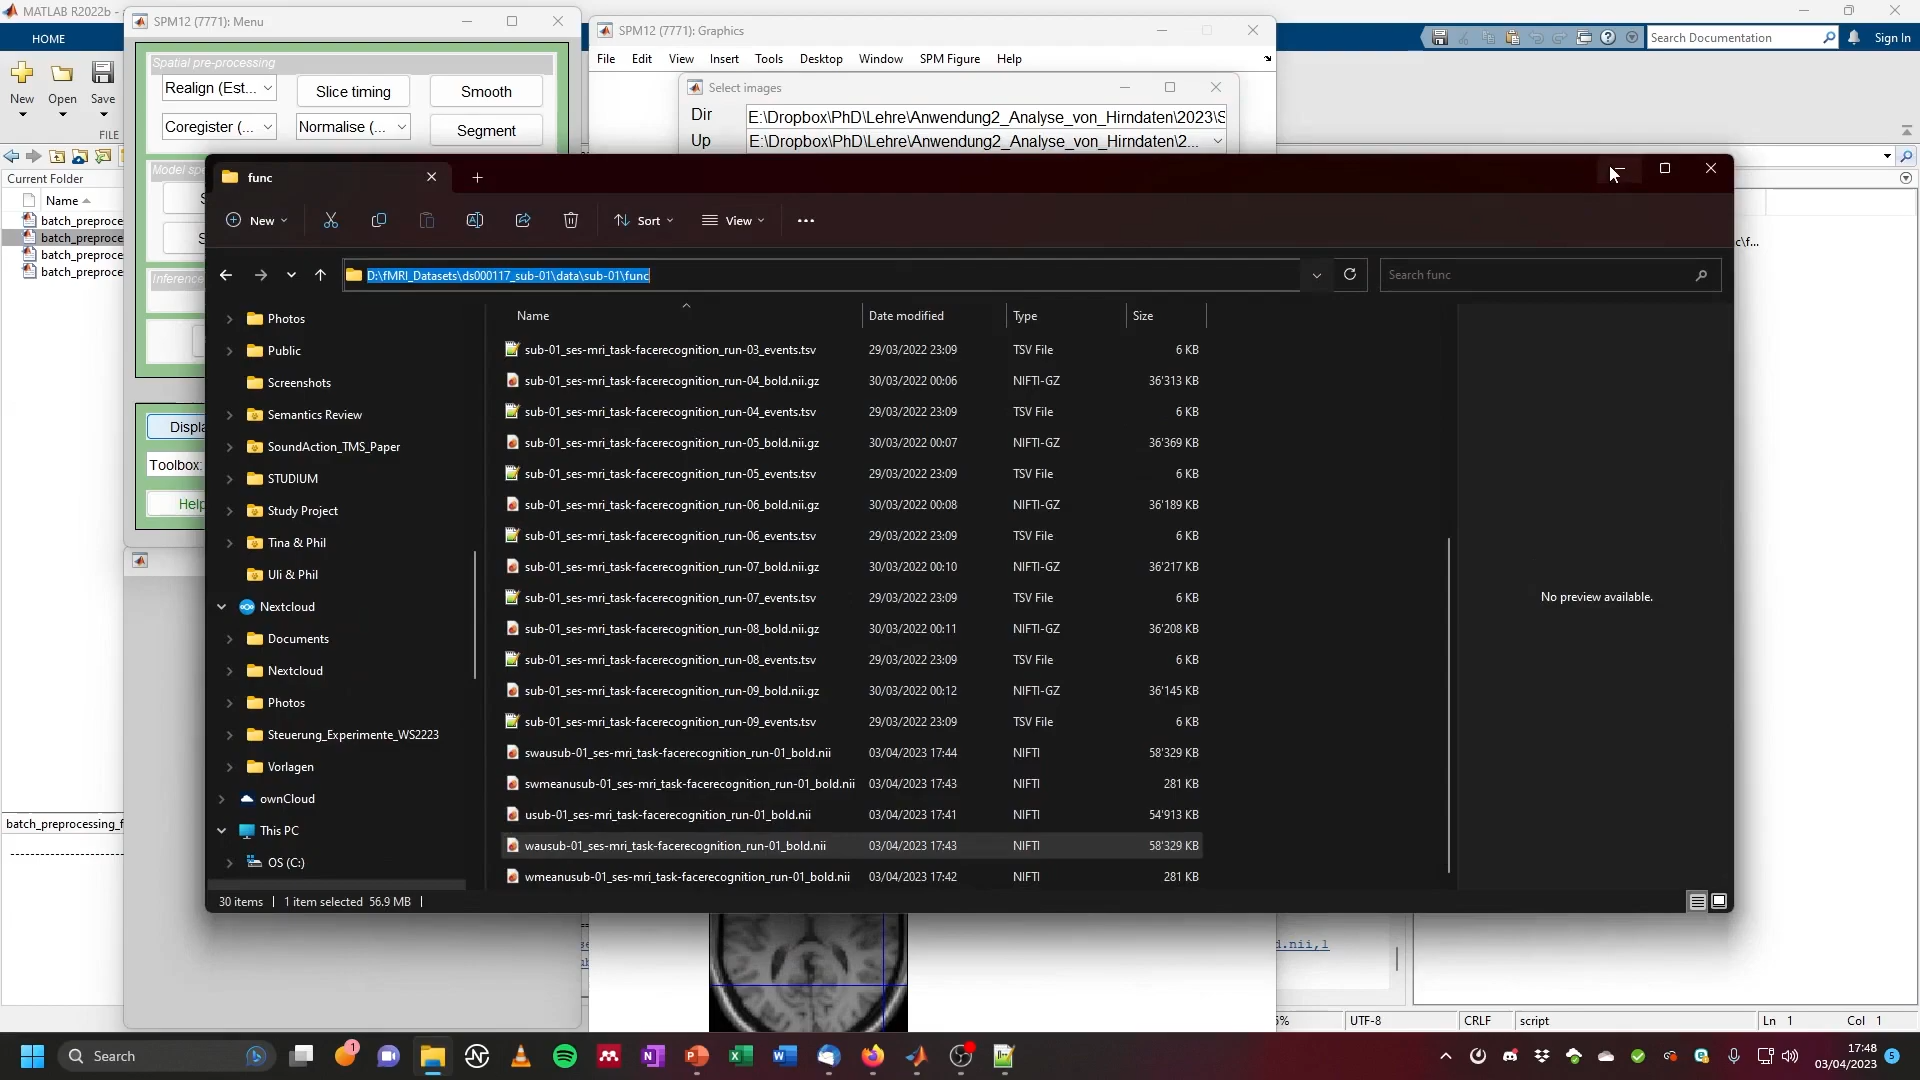 MATLAB R2022b -
HOME
Search Documentation
Sign In
New
Open
Save
FILE
Current Folder
Name
batch_preproce
batch_preproce
batch_preproce
batch_preproce
batch_preprocessing_f
SPM12 (7771): Menu
Spatial pre-processing
Realign (Est...
Slice timing
Smooth
Coregister (...
Normalise (...
Segment
Model spe
S
S
Inference
Displa
Toolbox:
Help
SPM12 (7771): Graphics
File Edit View Insert Tools Desktop Window SPM Figure Help
Select images
Dir E:\Dropbox\PhD\Lehre\Anwendung2_Analyse_von_Hirndaten\2023\S
Up E:\Dropbox\PhD\Lehre\Anwendung2_Analyse_von_Hirndaten\2...
c\f...
func
New
Sort
View
D:\fMRI_Datasets\ds000117_sub-01\data\sub-01\func
Search func
Photos
Public
Screenshots
Semantics Review
SoundAction_TMS_Paper
STUDIUM
Study Project
Tina & Phil
Uli & Phil
Nextcloud
Documents
Nextcloud
Photos
Steuerung_Experimente_WS2223
Vorlagen
ownCloud
This PC
OS (C:)
Name Date modified Type Size
sub-01_ses-mri_task-facerecognition_run-03_events.tsv 29/03/2022 23:09 TSV File 6 KB
sub-01_ses-mri_task-facerecognition_run-04_bold.nii.gz 30/03/2022 00:06 NIFTI-GZ 36'313 KB
sub-01_ses-mri_task-facerecognition_run-04_events.tsv 29/03/2022 23:09 TSV File 6 KB
sub-01_ses-mri_task-facerecognition_run-05_bold.nii.gz 30/03/2022 00:07 NIFTI-GZ 36'369 KB
sub-01_ses-mri_task-facerecognition_run-05_events.tsv 29/03/2022 23:09 TSV File 6 KB
sub-01_ses-mri_task-facerecognition_run-06_bold.nii.gz 30/03/2022 00:08 NIFTI-GZ 36'189 KB
sub-01_ses-mri_task-facerecognition_run-06_events.tsv 29/03/2022 23:09 TSV File 6 KB
sub-01_ses-mri_task-facerecognition_run-07_bold.nii.gz 30/03/2022 00:10 NIFTI-GZ 36'217 KB
sub-01_ses-mri_task-facerecognition_run-07_events.tsv 29/03/2022 23:09 TSV File 6 KB
sub-01_ses-mri_task-facerecognition_run-08_bold.nii.gz 30/03/2022 00:11 NIFTI-GZ 36'208 KB
sub-01_ses-mri_task-facerecognition_run-08_events.tsv 29/03/2022 23:09 TSV File 6 KB
sub-01_ses-mri_task-facerecognition_run-09_bold.nii.gz 30/03/2022 00:12 NIFTI-GZ 36'145 KB
sub-01_ses-mri_task-facerecognition_run-09_events.tsv 29/03/2022 23:09 TSV File 6 KB
swausub-01_ses-mri_task-facerecognition_run-01_bold.nii 03/04/2023 17:44 NIFTI 58'329 KB
swmeanusub-01_ses-mri_task-facerecognition_run-01_bold.nii 03/04/2023 17:43 NIFTI 281 KB
usub-01_ses-mri_task-facerecognition_run-01_bold.nii 03/04/2023 17:41 NIFTI 54'913 KB
wausub-01_ses-mri_task-facerecognition_run-01_bold.nii 03/04/2023 17:43 NIFTI 58'329 KB
wmeanusub-01_ses-mri_task-facerecognition_run-01_bold.nii 03/04/2023 17:42 NIFTI 281 KB
No preview available.
30 items 1 item selected 56.9 MB
d.nii,1
UTF-8 CRLF script Ln 1 Col 1
Search
1
17:48
03/04/2023
5